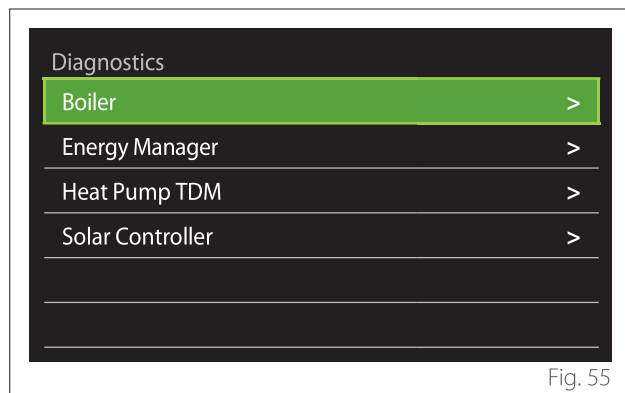 Diagnostics
Boiler >
Energy Manager >
Heat Pump TDM >
Solar Controller >
Fig. 55